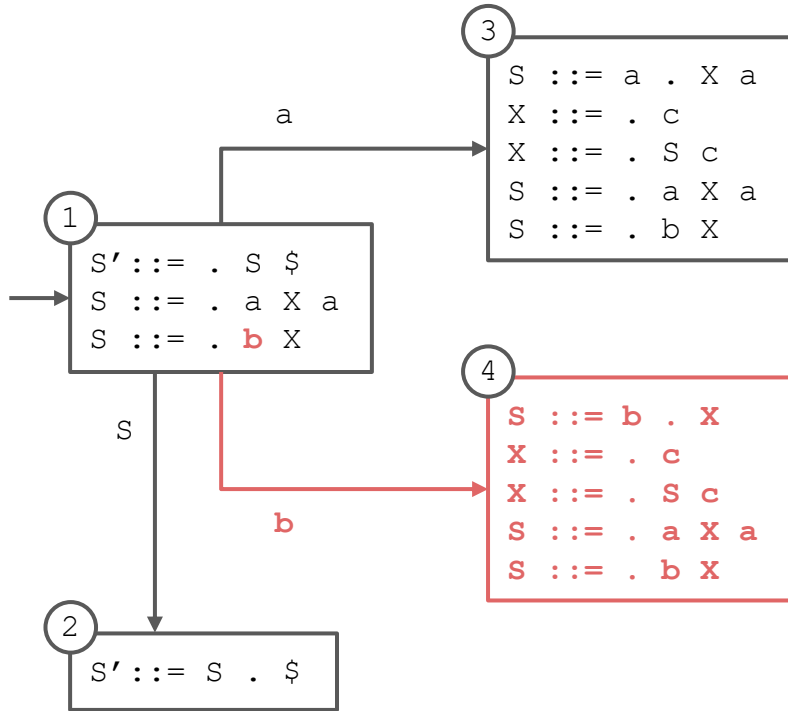 3
S ::= a . X a
X ::= . c
X ::= . S c
S ::= . a X a
S ::= . b X
a
1
S'::= . S $
S ::= . a X a
S ::= . b X
4
S ::= b . X
X ::= . c
X ::= . S c
S ::= . a X a
S ::= . b X
S
b
2
S'::= S . $